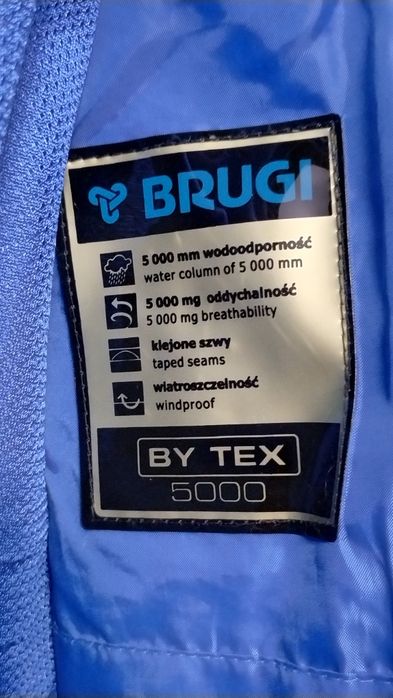 BRUGI
5 000 mm wodoodporność
water column of 5 000 mm
5 000 mg oddychalność
5 000 mg breathability
klejone szwy
taped seams
wiatroszczelność
windproof
BY TEX
5000